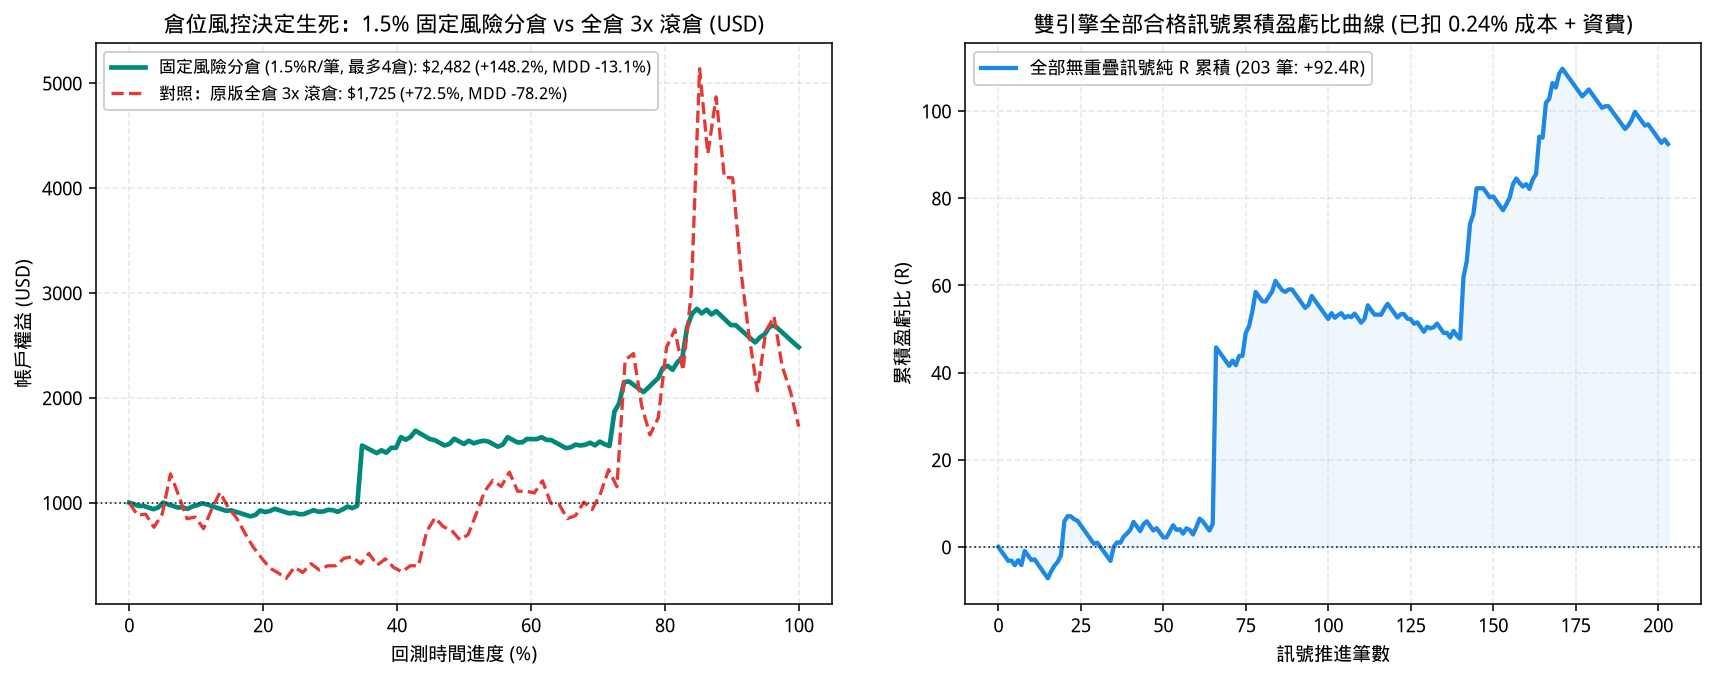 倉位風控決定生死：1.5% 固定風險分倉 vs 全倉 3x 滾倉 (USD)
固定風險分倉 (1.5%R/筆, 最多4倉): $2,482 (+148.2%, MDD -13.1%)
對照：原版全倉 3x 滾倉: $1,725 (+72.5%, MDD -78.2%)
5000
4000
3000
2000
1000
帳戶權益 (USD)
0
20
40
60
80
100
回測時間進度 (%)
雙引擎全部合格訊號累積盈虧比曲線 (已扣 0.24% 成本 + 資費)
全部無重疊訊號純 R 累積 (203 筆: +92.4R)
100
80
60
40
20
0
累積盈虧比 (R)
0
25
50
75
100
125
150
175
200
訊號推進筆數